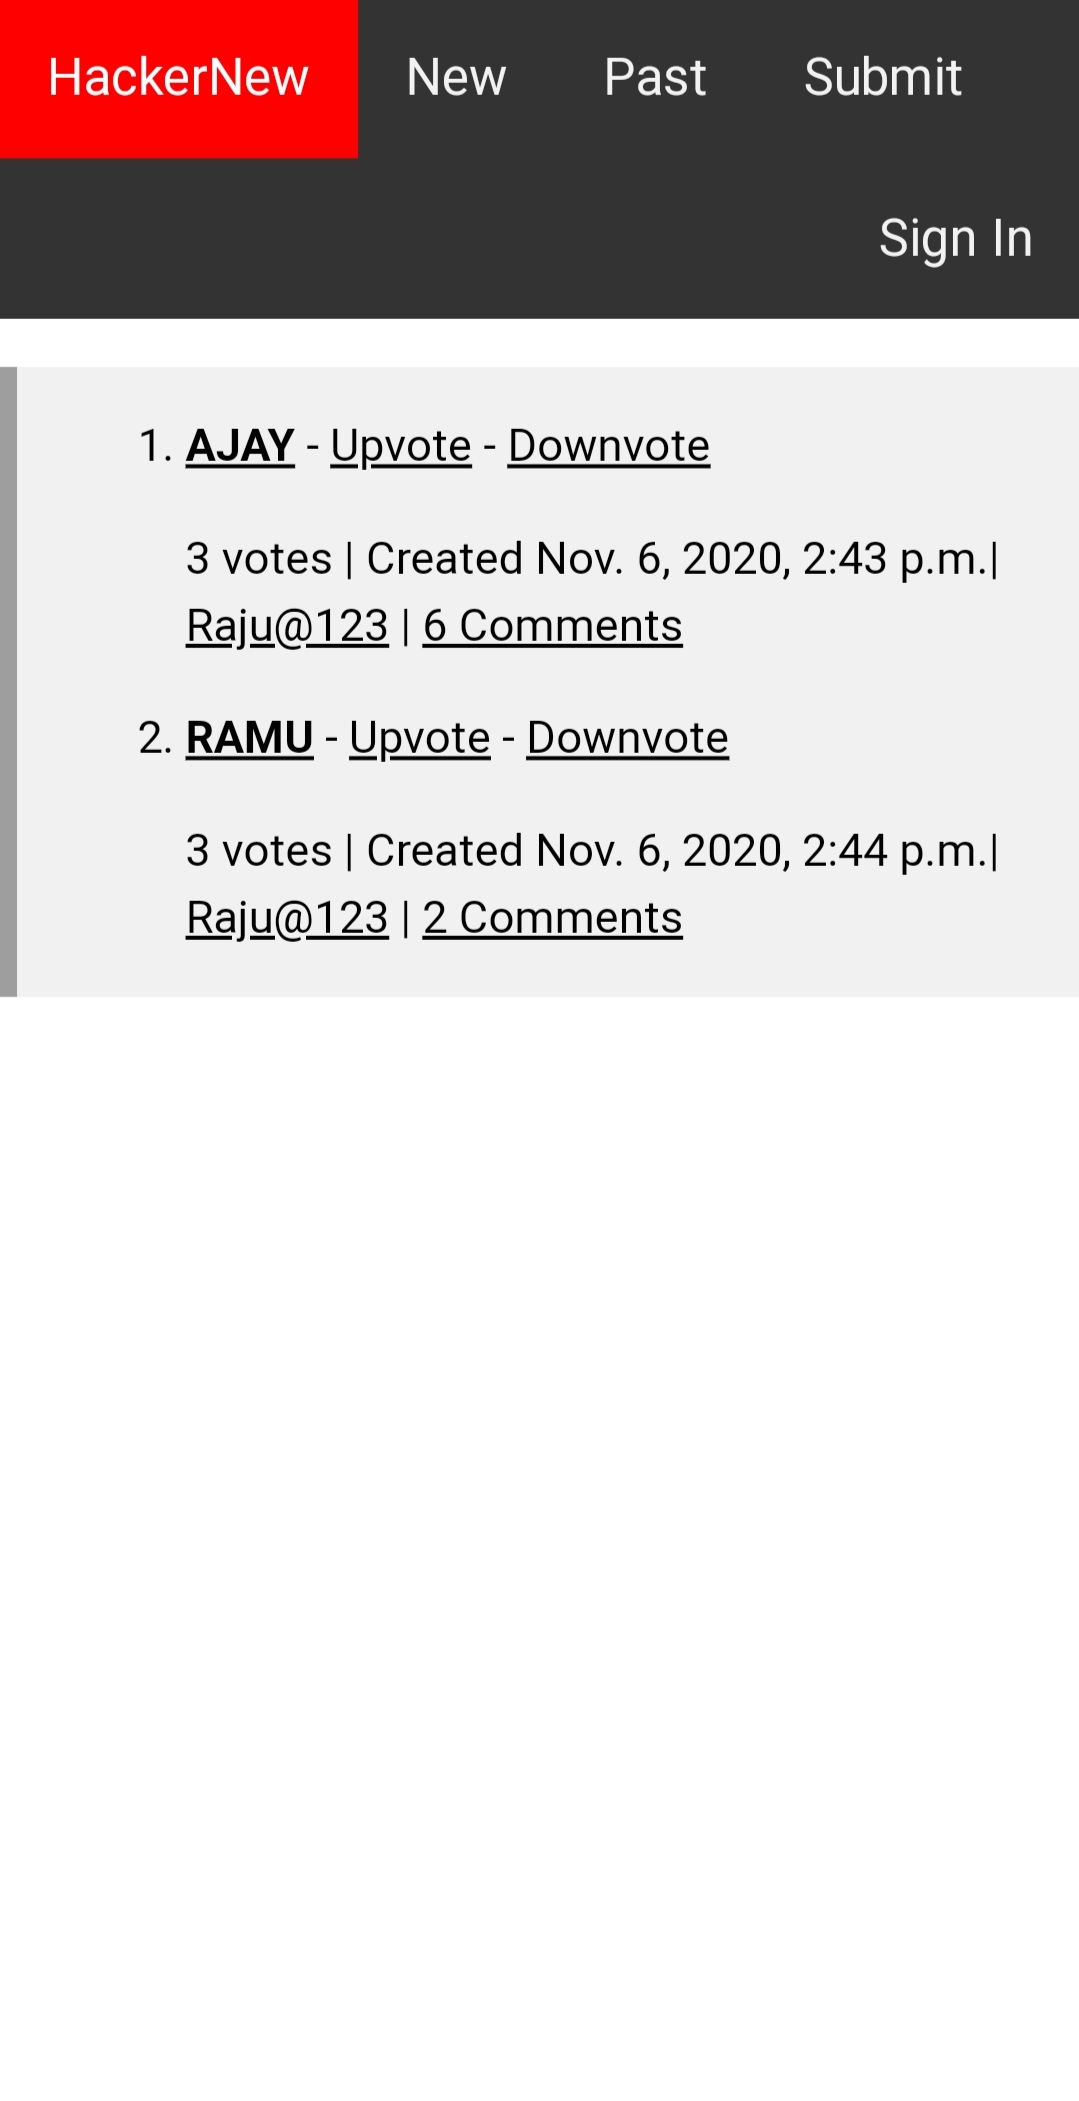 HackerNew New Past Submit
Sign In
1. AJAY - Upvote - Downvote
3 votes | Created Nov. 6, 2020, 2:43 p.m.|
Raju@123 | 6 Comments
2. RAMU - Upvote - Downvote
3 votes | Created Nov. 6, 2020, 2:44 p.m.|
Raju@123 | 2 Comments